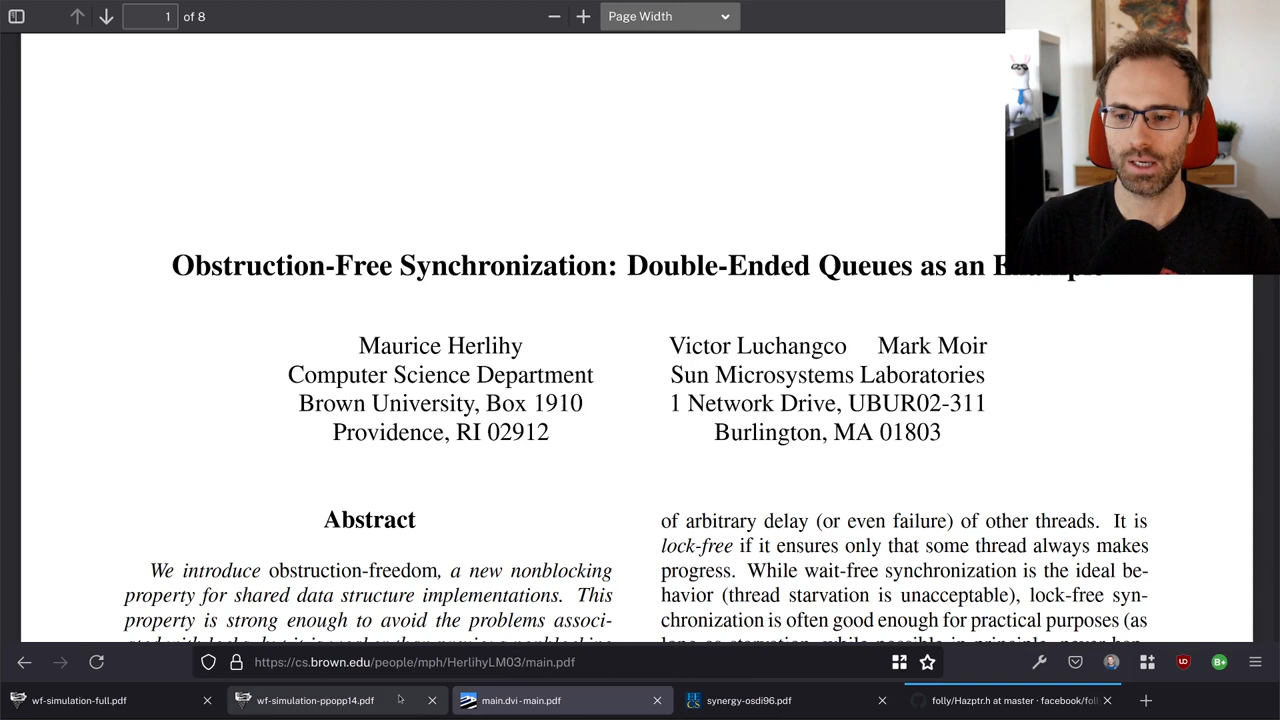 1 of 8
Page Width
Obstruction-Free Synchronization: Double-Ended Queues as an
Maurice Herlihy
Computer Science Department
Brown University, Box 1910
Providence, RI 02912
Victor Luchangco Mark Moir
Sun Microsystems Laboratories
1 Network Drive, UBUR02-311
Burlington, MA 01803
Abstract
We introduce obstruction-freedom, a new nonblocking
property for shared data structure implementations. This
property is strong enough to avoid the problems associ-
of arbitrary delay (or even failure) of other threads. It is
lock-free if it ensures only that some thread always makes
progress. While wait-free synchronization is the ideal be-
havior (thread starvation is unacceptable), lock-free syn-
chronization is often good enough for practical purposes (as
https://cs.brown.edu/people/mph/HerlihyLM03/main.pdf
wf-simulation-full.pdf
wf-simulation-ppopp14.pdf
main.dvi - main.pdf
synergy-osdi96.pdf
folly/Hazptr.h at master · facebook/foll